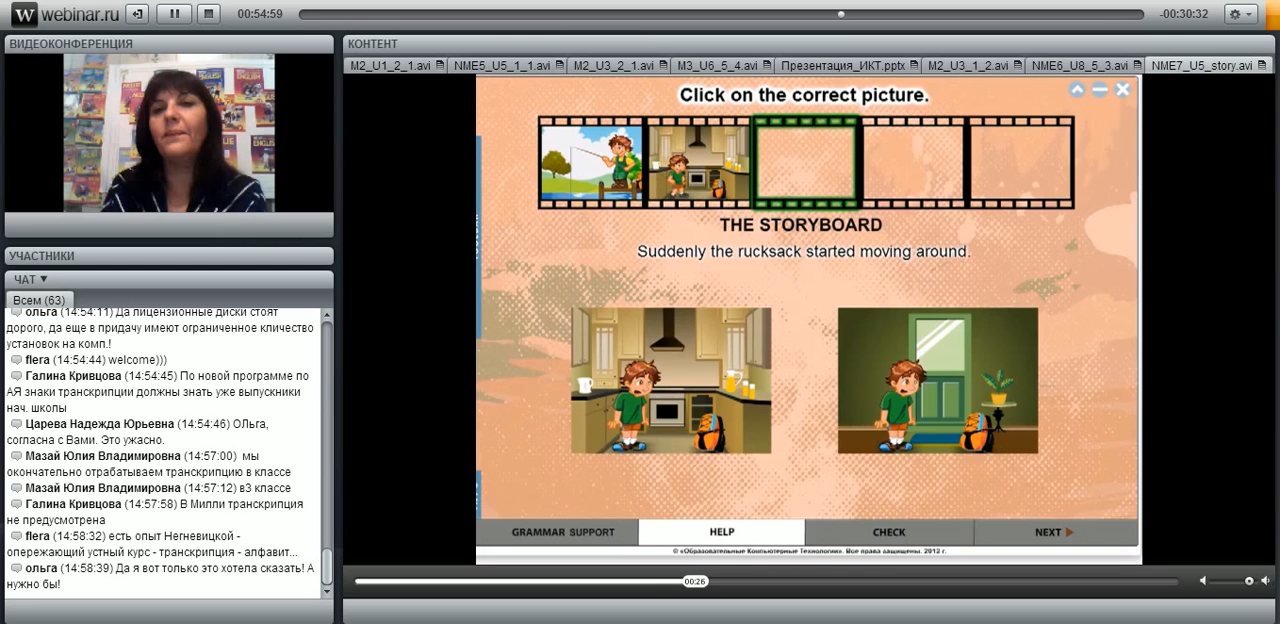 W webinar.ru
00:54:59
-00:30:32
ВИДЕОКОНФЕРЕНЦИЯ
УЧАСТНИКИ
ЧАТ ▼
Всем (63)
ольга (14:54:11) Да лицензионные диски стоят
дорого, да еще в придачу имеют ограниченное кличество
установок на комп.!
flera (14:54:44) welcome)))
Галина Кривцова (14:54:45) По новой программе по
АЯ знаки транскрипции должны знать уже выпускники
нач. школы
Царева Надежда Юрьевна (14:54:46) ОЛьга,
согласна с Вами. Это ужасно.
Мазай Юлия Владимировна (14:57:00) мы
окончательно отрабатываем транскрипцию в классе
Мазай Юлия Владимировна (14:57:12) в3 классе
Галина Кривцова (14:57:58) В Милли транскрипция
не предусмотрена
flera (14:58:32) есть опыт Негневицкой -
опережающий устный курс - транскрипция - алфавит...
ольга (14:58:39) Да я вот только это хотела сказать! А
нужно бы!
КОНТЕНТ
M2_U1_2_1.avi NME5_U5_1_1.avi M2_U3_2_1.avi M3_U6_5_4.avi Презентация_ИКТ.pptx M2_U3_1_2.avi NME6_U8_5_3.avi NME7_U5_story.avi
Click on the correct picture.
THE STORYBOARD
Suddenly the rucksack started moving around.
GRAMMAR SUPPORT HELP CHECK NEXT
© «Образовательные Компьютерные Технологии». Все права защищены. 2012 г.
00:26